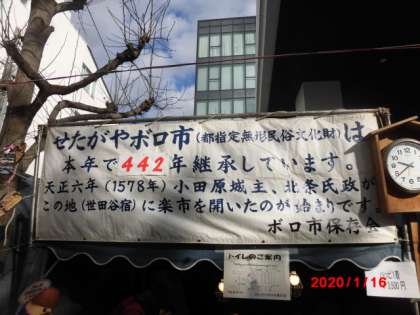 せたがやボロ市(都指定無形民俗文化財)は
本年で442年継承しています。
天正六年(1578年)小田原城主、北条氏政が
この地(世田谷宿)に楽市を開いたのが始まりです。
ボロ市保存会
トイレのご案内
2020/1/16